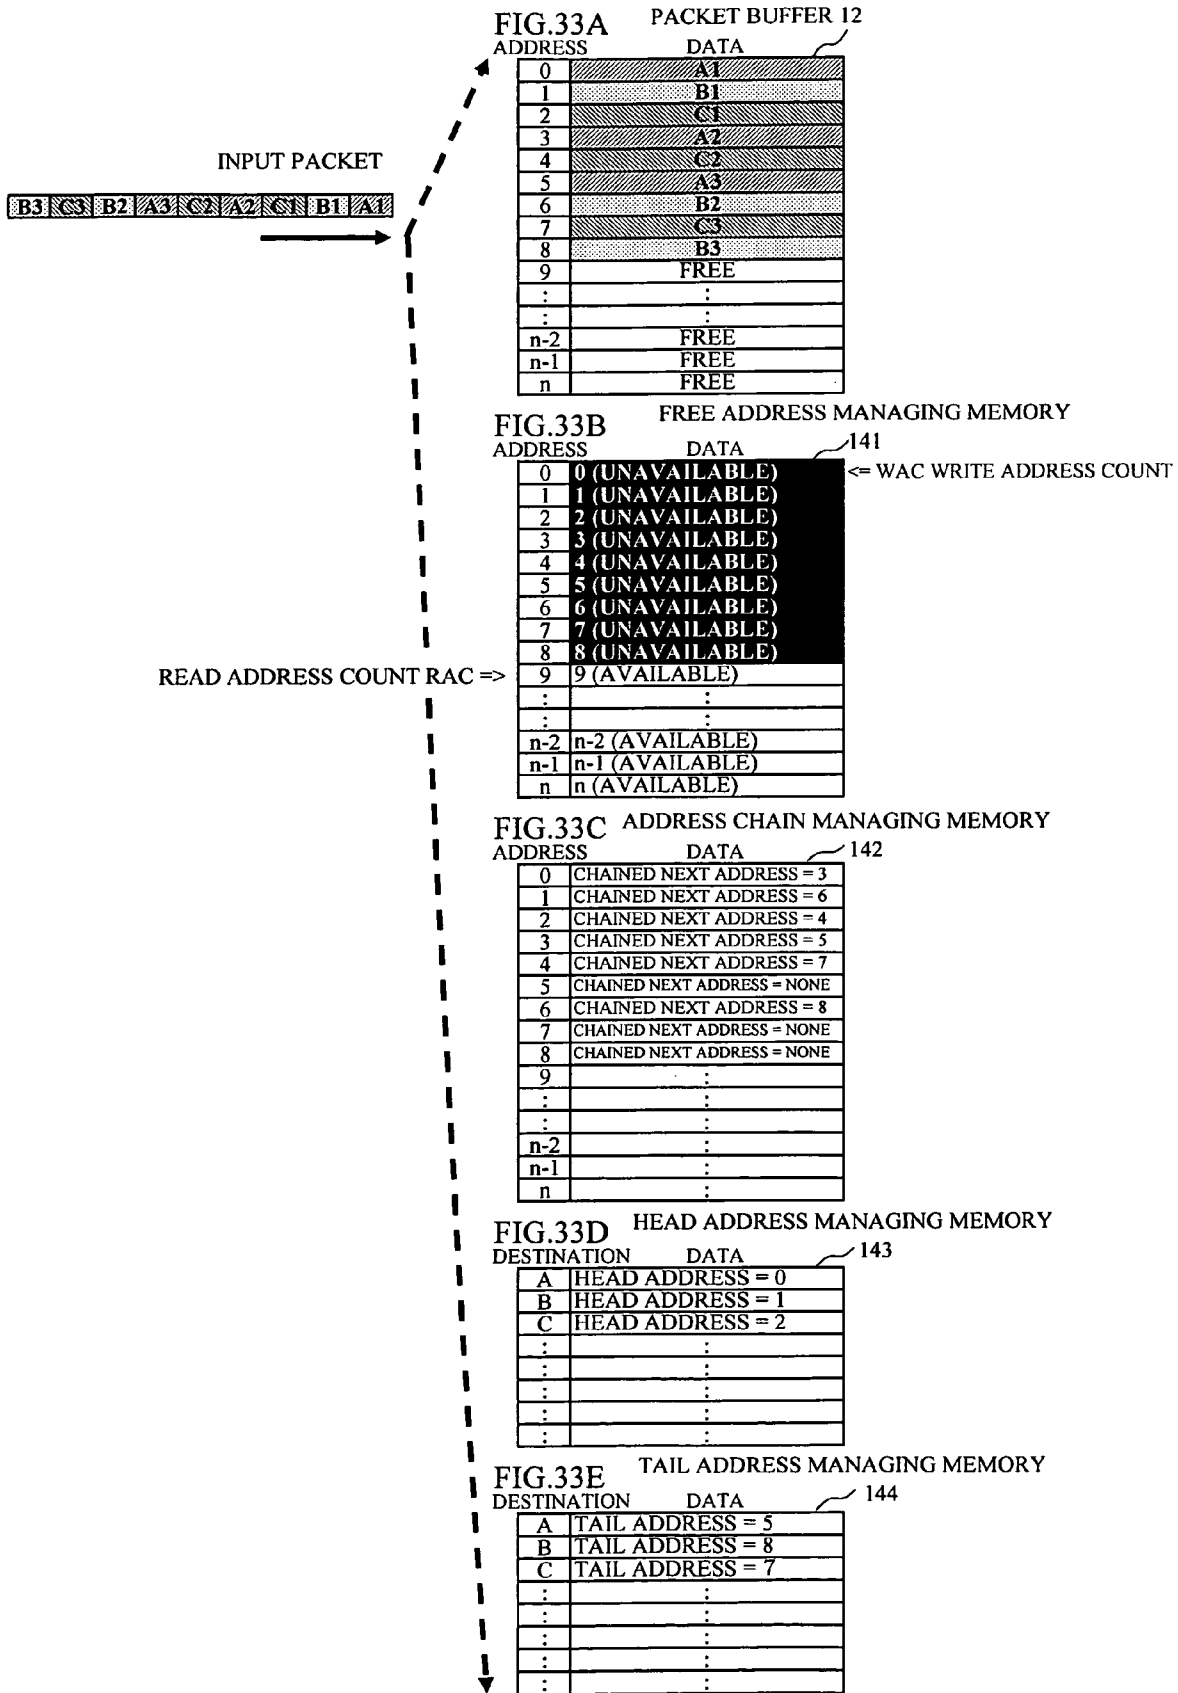 FIG.33A PACKET BUFFER 12
ADDRESS DATA
0 A1
1 B1
2 C1
3 A2
4 C2
5 A3
6 B2
7 C3
8 B3
9 FREE
: :
: :
n-2 FREE
n-1 FREE
n FREE
INPUT PACKET
B3 C3 B2 A3 C2 A2 C1 B1 A1
FIG.33B FREE ADDRESS MANAGING MEMORY
ADDRESS DATA 141
0 0 (UNAVAILABLE) <= WAC WRITE ADDRESS COUNT
1 1 (UNAVAILABLE)
2 2 (UNAVAILABLE)
3 3 (UNAVAILABLE)
4 4 (UNAVAILABLE)
5 5 (UNAVAILABLE)
6 6 (UNAVAILABLE)
7 7 (UNAVAILABLE)
8 8 (UNAVAILABLE)
READ ADDRESS COUNT RAC => 9 9 (AVAILABLE)
: :
: :
n-2 n-2 (AVAILABLE)
n-1 n-1 (AVAILABLE)
n n (AVAILABLE)
FIG.33C ADDRESS CHAIN MANAGING MEMORY
ADDRESS DATA 142
0 CHAINED NEXT ADDRESS = 3
1 CHAINED NEXT ADDRESS = 6
2 CHAINED NEXT ADDRESS = 4
3 CHAINED NEXT ADDRESS = 5
4 CHAINED NEXT ADDRESS = 7
5 CHAINED NEXT ADDRESS = NONE
6 CHAINED NEXT ADDRESS = 8
7 CHAINED NEXT ADDRESS = NONE
8 CHAINED NEXT ADDRESS = NONE
9 :
: :
: :
n-2 :
n-1 :
n :
FIG.33D HEAD ADDRESS MANAGING MEMORY
DESTINATION DATA 143
A HEAD ADDRESS = 0
B HEAD ADDRESS = 1
C HEAD ADDRESS = 2
: :
: :
: :
: :
: :
FIG.33E TAIL ADDRESS MANAGING MEMORY
DESTINATION DATA 144
A TAIL ADDRESS = 5
B TAIL ADDRESS = 8
C TAIL ADDRESS = 7
: :
: :
: :
: :
: :